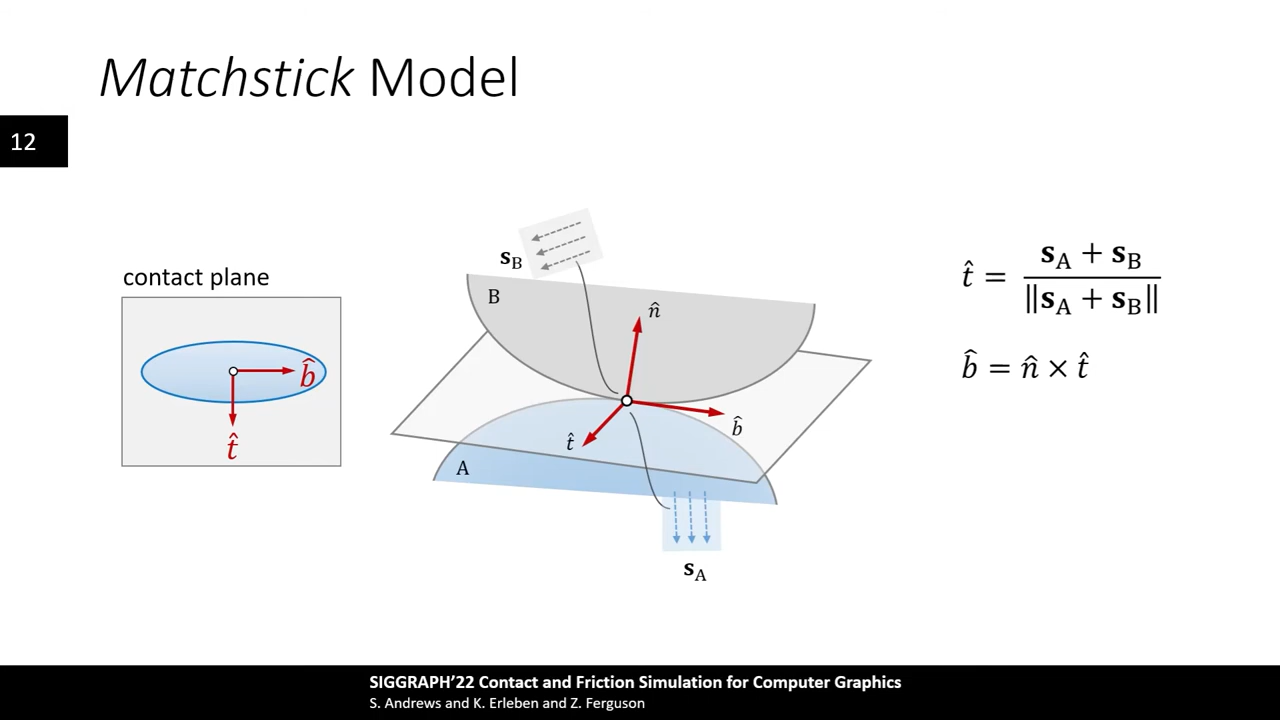 Matchstick Model
12
contact plane
b̂
t̂
s_B
B
n̂
b̂
t̂
A
s_A
t̂ = (s_A + s_B) / ‖s_A + s_B‖
b̂ = n̂ × t̂
SIGGRAPH’22 Contact and Friction Simulation for Computer Graphics
S. Andrews and K. Erleben and Z. Ferguson